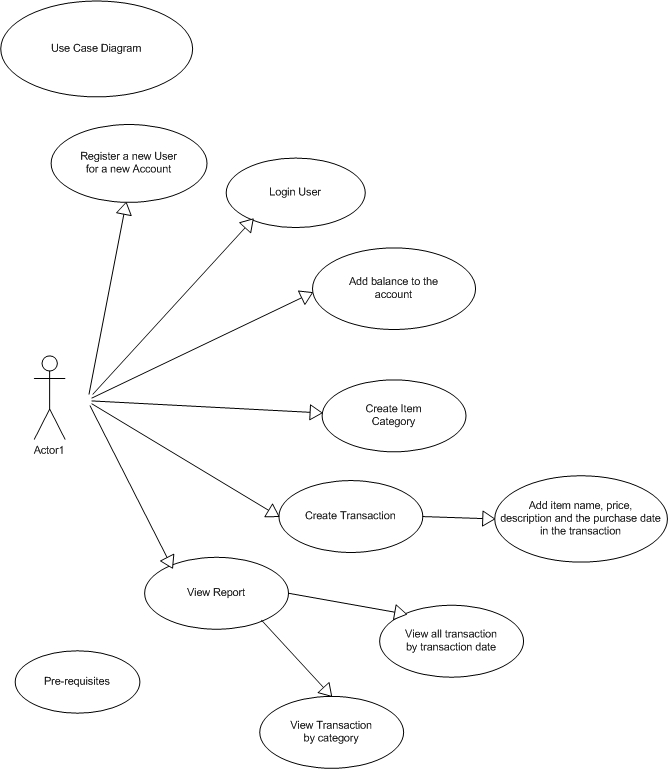 Use Case Diagram
Register a new User
for a new Account
Login User
Add balance to the
account
Create Item
Category
Actor1
Create Transaction
Add item name, price,
description and the purchase date
in the transaction
View Report
View all transaction
by transaction date
Pre-requisites
View Transaction
by category